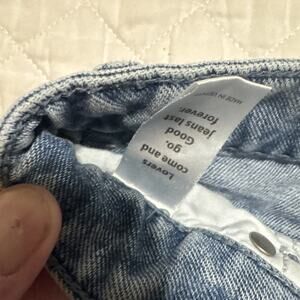 Lovers
come and
go.
Good
jeans last
forever.
MADE IN